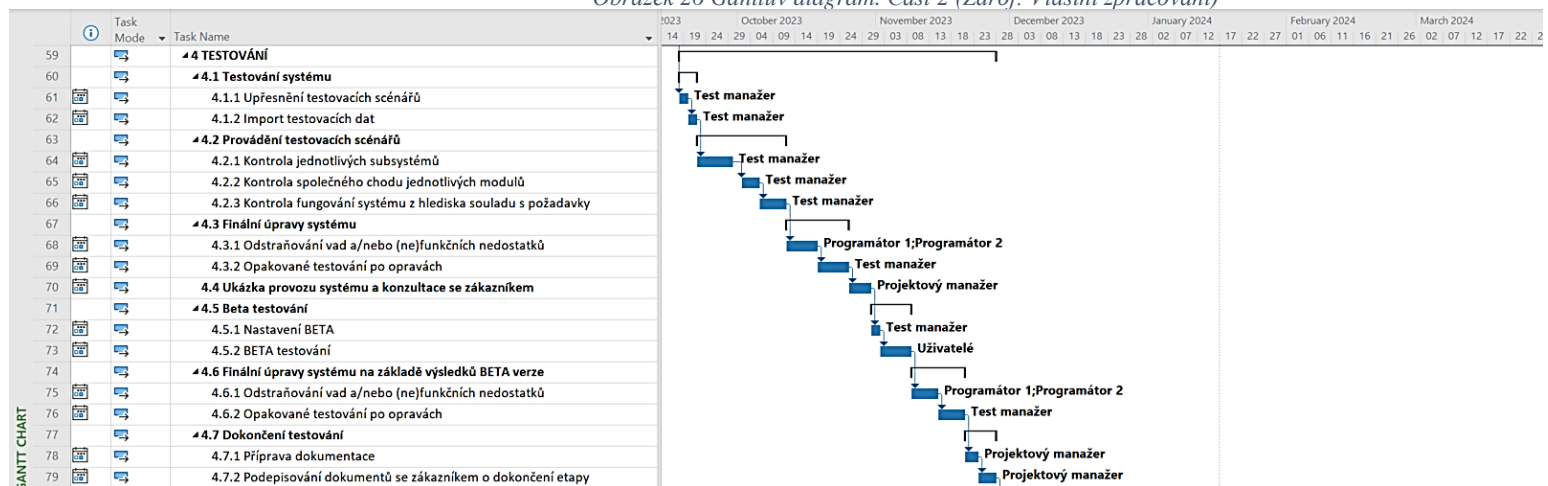 Obrázek 26 Ganttův diagram: Část 2 (Zdroj: Vlastní zpracování)
Task Mode Task Name
2023 October 2023 November 2023 December 2023 January 2024 February 2024 March 2024
14 19 24 29 04 09 14 19 24 29 03 08 13 18 23 28 03 08 13 18 23 28 02 07 12 17 22 27 01 06 11 16 21 26 02 07 12 17 22 2
59 4 TESTOVÁNÍ
60 4.1 Testování systému
61 4.1.1 Upřesnění testovacích scénářů Test manažer
62 4.1.2 Import testovacích dat Test manažer
63 4.2 Provádění testovacích scénářů
64 4.2.1 Kontrola jednotlivých subsystémů Test manažer
65 4.2.2 Kontrola společného chodu jednotlivých modulů Test manažer
66 4.2.3 Kontrola fungování systému z hlediska souladu s požadavky Test manažer
67 4.3 Finální úpravy systému
68 4.3.1 Odstraňování vad a/nebo (ne)funkčních nedostatků Programátor 1;Programátor 2
69 4.3.2 Opakované testování po opravách Test manažer
70 4.4 Ukázka provozu systému a konzultace se zákazníkem Projektový manažer
71 4.5 Beta testování
72 4.5.1 Nastavení BETA Test manažer
73 4.5.2 BETA testování Uživatelé
74 4.6 Finální úpravy systému na základě výsledků BETA verze
75 4.6.1 Odstraňování vad a/nebo (ne)funkčních nedostatků Programátor 1;Programátor 2
76 4.6.2 Opakované testování po opravách Test manažer
77 4.7 Dokončení testování
78 4.7.1 Příprava dokumentace Projektový manažer
79 4.7.2 Podepisování dokumentů se zákazníkem o dokončení etapy Projektový manažer
GANTT CHART